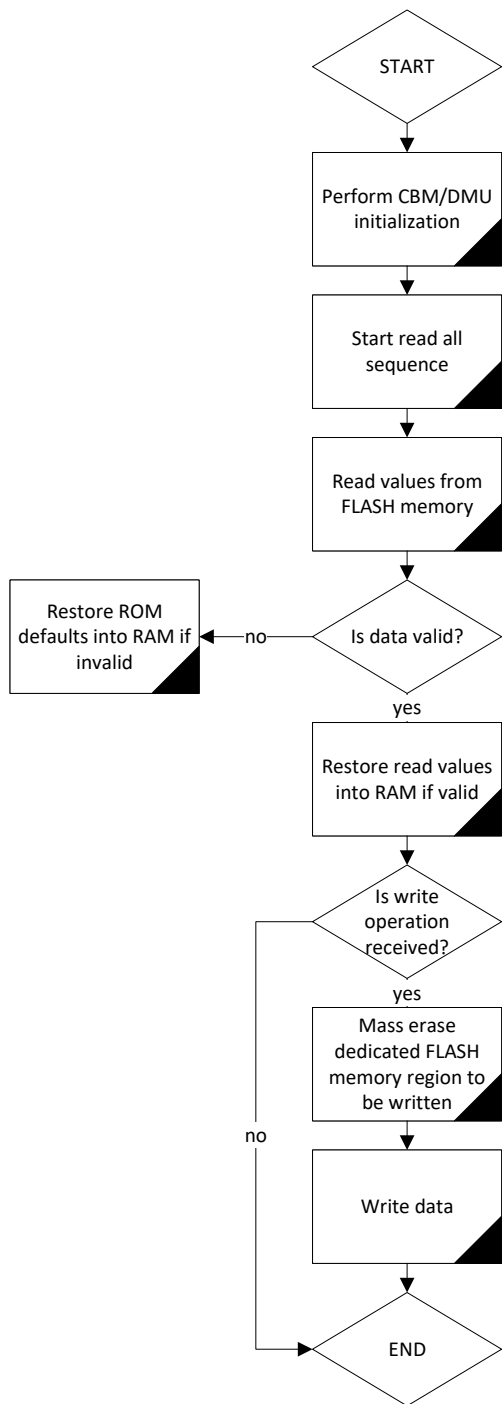 START
Perform CBM/DMU
initialization
Start read all
sequence
Read values from
FLASH memory
Is data valid?
no
Restore ROM
defaults into RAM if
invalid
yes
Restore read values
into RAM if valid
Is write
operation
received?
yes
Mass erase
dedicated FLASH
memory region to
be written
no
Write data
END